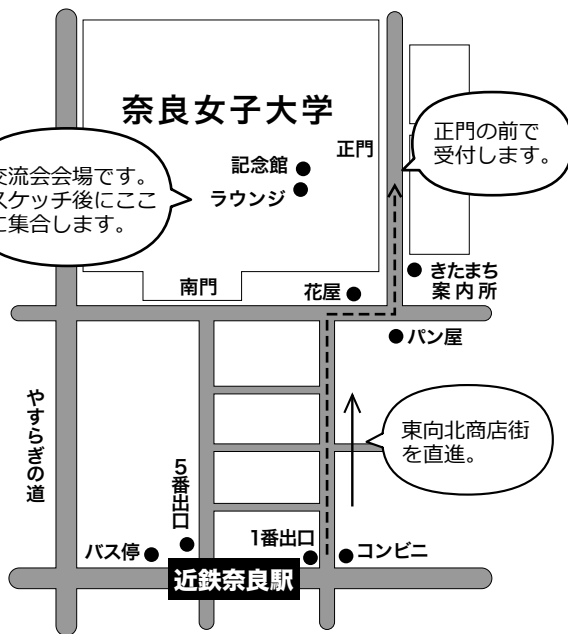 奈良女子大学
正門
記念館
ラウンジ
交流会会場です。
スケッチ後にここ
に集合します。
正門の前で
受付します。
南門
花屋
きたまち
案内所
パン屋
やすらぎの道
東向北商店街
を直進。
5番出口
1番出口
バス停
コンビニ
近鉄奈良駅